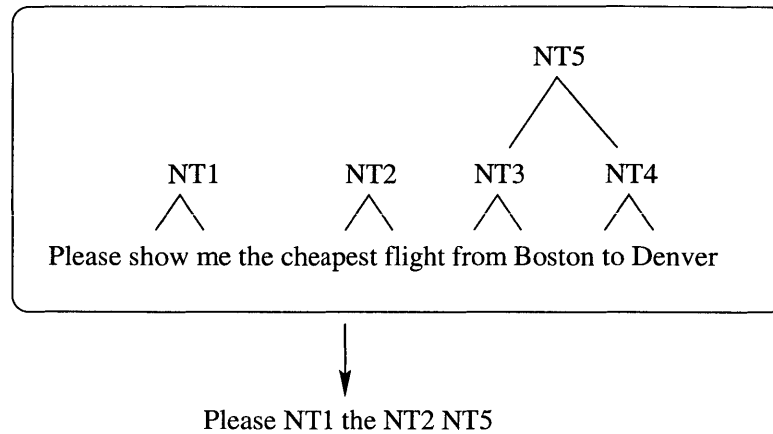 NT5
NT1 NT2 NT3 NT4
Please show me the cheapest flight from Boston to Denver
Please NT1 the NT2 NT5